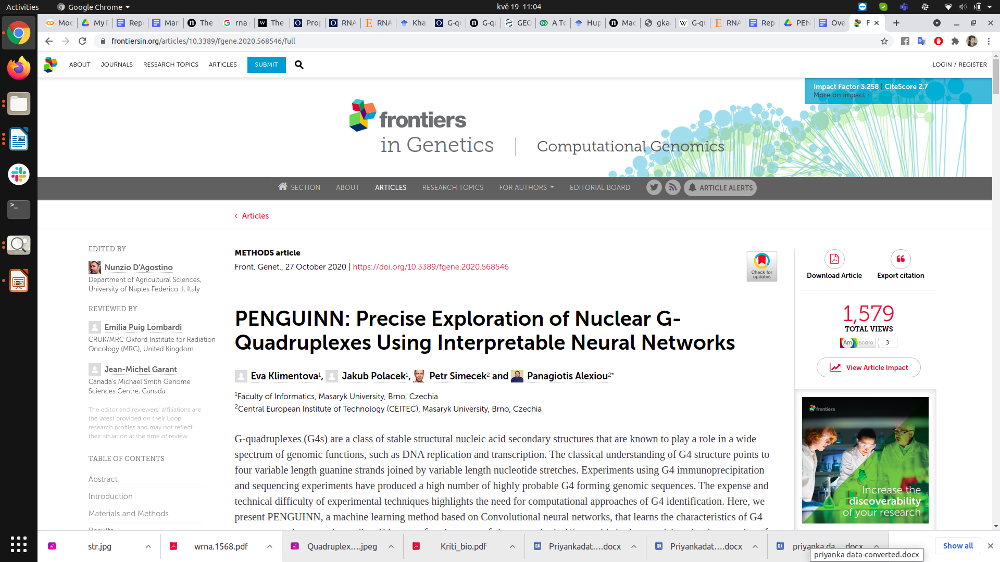 Activities
Google Chrome
kvě 19 11:04
Moc
My D
Rep
Man
The
rna
The
Pro
RNA
RNA
Kha
G-qu
G-qu
GEO
A To
Hup
Mac
gka
G-qu
RNA
Rep
PEN
Ove
F
frontiersin.org/articles/10.3389/fgene.2020.568546/full
ABOUT
JOURNALS
RESEARCH TOPICS
ARTICLES
SUBMIT
LOGIN / REGISTER
Impact Factor 3.258 | CiteScore 2.7
More on impact ›
frontiers
in Genetics
Computational Genomics
SECTION
ABOUT
ARTICLES
RESEARCH TOPICS
FOR AUTHORS
EDITORIAL BOARD
ARTICLE ALERTS
‹ Articles
EDITED BY
Nunzio D'Agostino
Department of Agricultural Sciences,
University of Naples Federico II, Italy
REVIEWED BY
Emilia Puig Lombardi
CRUK/MRC Oxford Institute for Radiation
Oncology (MRC), United Kingdom
Jean-Michel Garant
Canada's Michael Smith Genome
Sciences Centre, Canada
The editor and reviewers' affiliations are
the latest provided on their Loop
research profiles and may not reflect
their situation at the time of review.
TABLE OF CONTENTS
Abstract
Introduction
Materials and Methods
Results
METHODS article
Front. Genet., 27 October 2020 | https://doi.org/10.3389/fgene.2020.568546
Check for
updates
PENGUINN: Precise Exploration of Nuclear G-
Quadruplexes Using Interpretable Neural Networks
Eva Klimentova1, Jakub Polacek1, Petr Simecek2 and Panagiotis Alexiou2*
1Faculty of Informatics, Masaryk University, Brno, Czechia
2Central European Institute of Technology (CEITEC), Masaryk University, Brno, Czechia
G-quadruplexes (G4s) are a class of stable structural nucleic acid secondary structures that are known to play a role in a wide
spectrum of genomic functions, such as DNA replication and transcription. The classical understanding of G4 structure points to
four variable length guanine strands joined by variable length nucleotide stretches. Experiments using G4 immunoprecipitation
and sequencing experiments have produced a high number of highly probable G4 forming genomic sequences. The expense and
technical difficulty of experimental techniques highlights the need for computational approaches of G4 identification. Here, we
present PENGUINN, a machine learning method based on Convolutional neural networks, that learns the characteristics of G4
Download Article
Export citation
1,579
TOTAL VIEWS
Am score 3
View Article Impact
frontiers
Increase the
discoverability
of your research
str.jpg
wrna.1568.pdf
Quadruplex....jpeg
Kriti_bio.pdf
Priyankadat....docx
Priyankadat....docx
priyanka da....docx
Show all
priyanka data-converted.docx